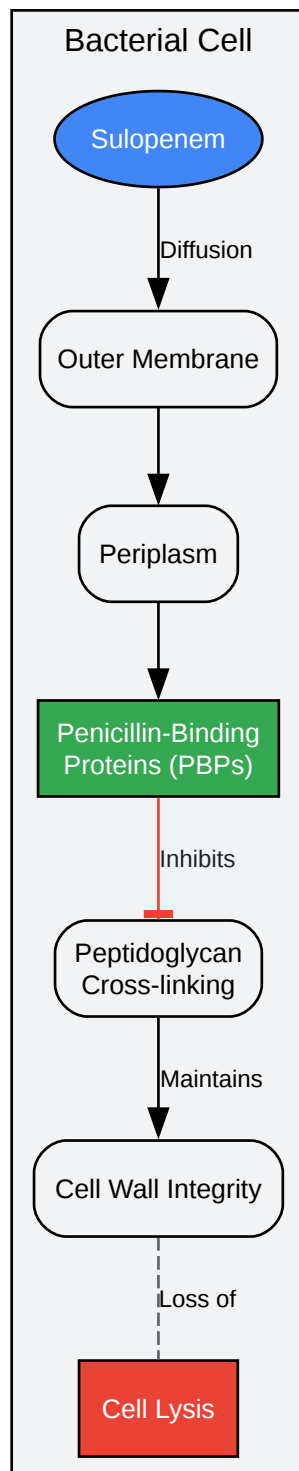 Bacterial Cell
Sulopenem
Diffusion
Outer Membrane
Periplasm
Penicillin-Binding
Proteins (PBPs)
Inhibits
Peptidoglycan
Cross-linking
Maintains
Cell Wall Integrity
Loss of
Cell Lysis